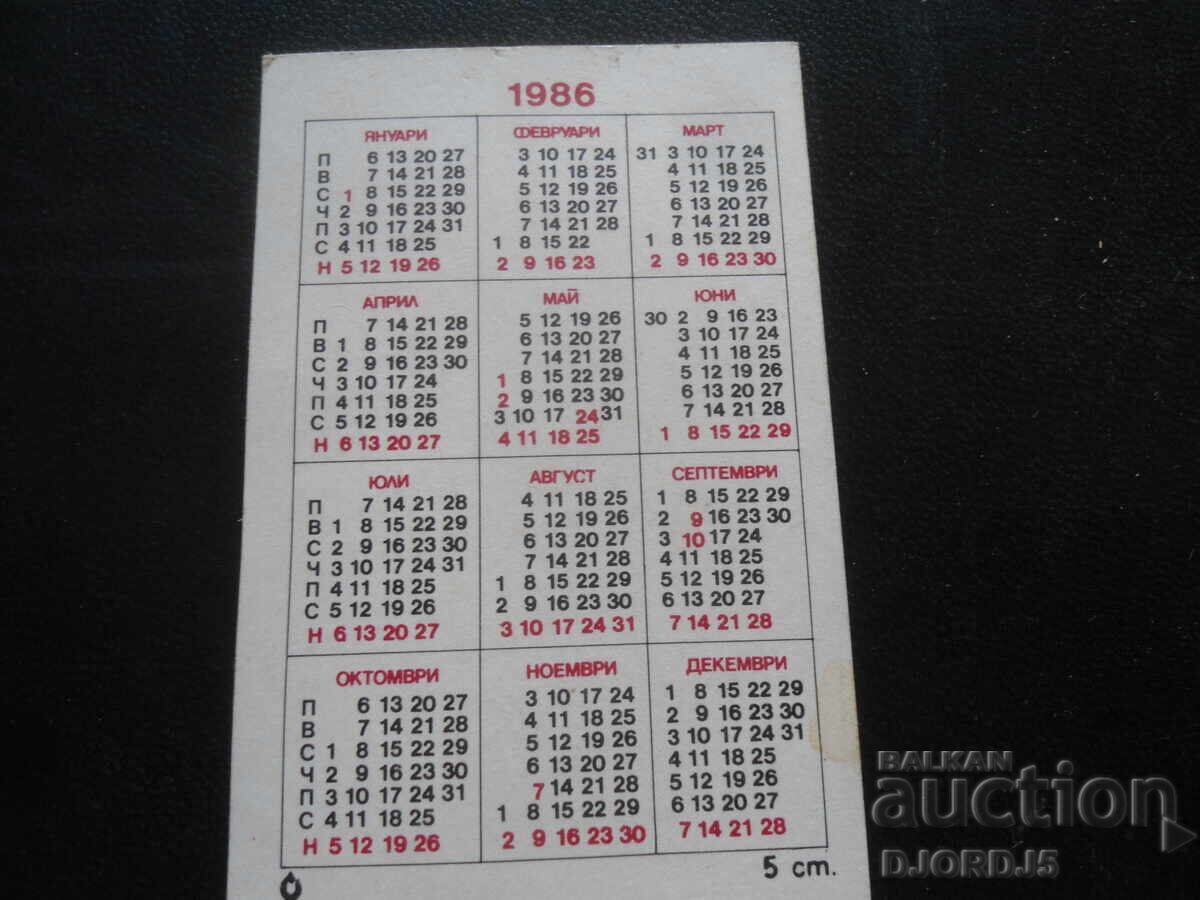 1986
ЯНУАРИ ФЕВРУАРИ МАРТ
П 6 13 20 27 3 10 17 24 31 3 10 17 24
В 7 14 21 28 4 11 18 25 4 11 18 25
С 1 8 15 22 29 5 12 19 26 5 12 19 26
Ч 2 9 16 23 30 6 13 20 27 6 13 20 27
П 3 10 17 24 31 7 14 21 28 7 14 21 28
С 4 11 18 25 1 8 15 22 1 8 15 22 29
Н 5 12 19 26 2 9 16 23 2 9 16 23 30
АПРИЛ МАЙ ЮНИ
П 7 14 21 28 5 12 19 26 30 2 9 16 23
В 1 8 15 22 29 6 13 20 27 3 10 17 24
С 2 9 16 23 30 7 14 21 28 4 11 18 25
Ч 3 10 17 24 1 8 15 22 29 5 12 19 26
П 4 11 18 25 2 9 16 23 30 6 13 20 27
С 5 12 19 26 3 10 17 24 31 7 14 21 28
Н 6 13 20 27 4 11 18 25 1 8 15 22 29
ЮЛИ АВГУСТ СЕПТЕМВРИ
П 7 14 21 28 4 11 18 25 1 8 15 22 29
В 1 8 15 22 29 5 12 19 26 2 9 16 23 30
С 2 9 16 23 30 6 13 20 27 3 10 17 24
Ч 3 10 17 24 31 7 14 21 28 4 11 18 25
П 4 11 18 25 1 8 15 22 29 5 12 19 26
С 5 12 19 26 2 9 16 23 30 6 13 20 27
Н 6 13 20 27 3 10 17 24 31 7 14 21 28
ОКТОМВРИ НОЕМВРИ ДЕКЕМВРИ
П 6 13 20 27 3 10 17 24 1 8 15 22 29
В 7 14 21 28 4 11 18 25 2 9 16 23 30
С 1 8 15 22 29 5 12 19 26 3 10 17 24 31
Ч 2 9 16 23 30 6 13 20 27 4 11 18 25
П 3 10 17 24 31 7 14 21 28 5 12 19 26
С 4 11 18 25 1 8 15 22 29 6 13 20 27
Н 5 12 19 26 2 9 16 23 30 7 14 21 28
5 ст.
BALKAN
auction
DJORDJ5